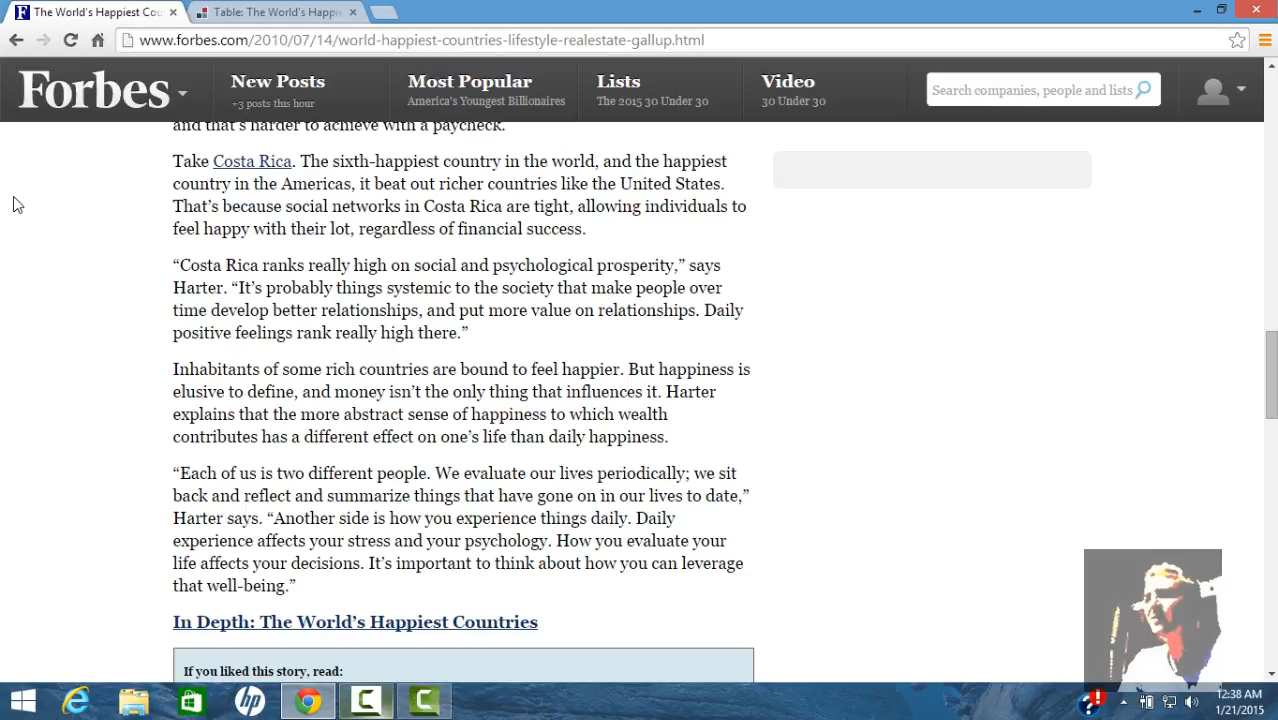 The World's Happiest Cou
Table: The World's Happi
www.forbes.com/2010/07/14/world-happiest-countries-lifestyle-realestate-gallup.html
Forbes
New Posts
+3 posts this hour
Most Popular
America's Youngest Billionaires
Lists
The 2015 30 Under 30
Video
30 Under 30
Search companies, people and lists
and that's harder to achieve with a paycheck.
Take Costa Rica. The sixth-happiest country in the world, and the happiest
country in the Americas, it beat out richer countries like the United States.
That's because social networks in Costa Rica are tight, allowing individuals to
feel happy with their lot, regardless of financial success.
“Costa Rica ranks really high on social and psychological prosperity,” says
Harter. “It's probably things systemic to the society that make people over
time develop better relationships, and put more value on relationships. Daily
positive feelings rank really high there.”
Inhabitants of some rich countries are bound to feel happier. But happiness is
elusive to define, and money isn't the only thing that influences it. Harter
explains that the more abstract sense of happiness to which wealth
contributes has a different effect on one's life than daily happiness.
“Each of us is two different people. We evaluate our lives periodically; we sit
back and reflect and summarize things that have gone on in our lives to date,”
Harter says. “Another side is how you experience things daily. Daily
experience affects your stress and your psychology. How you evaluate your
life affects your decisions. It's important to think about how you can leverage
that well-being.”
In Depth: The World's Happiest Countries
If you liked this story, read:
12:38 AM
1/21/2015